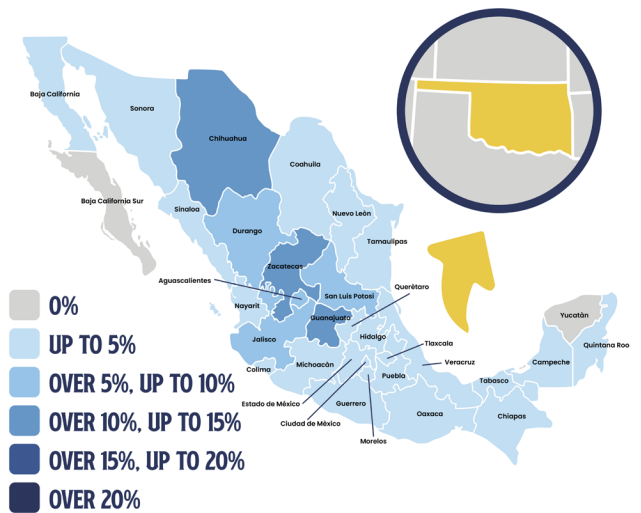 Baja California
Sonora
Chihuahua
Coahuila
Baja California Sur
Sinaloa
Nuevo León
Durango
Tamaulipas
Zacatecas
Aguascalientes
San Luis Potosí
Querètaro
Nayarit
Guanajuato
Yucatàn
Hidalgo
Jalisco
Tlaxcala
Quintana Roo
Michoacân
Veracruz
Campeche
Colima
Puebla
Tabasco
Estado de México
Guerrero
Oaxaca
Chiapas
Ciudad de México
Morelos
0%
UP TO 5%
OVER 5%, UP TO 10%
OVER 10%, UP TO 15%
OVER 15%, UP TO 20%
OVER 20%